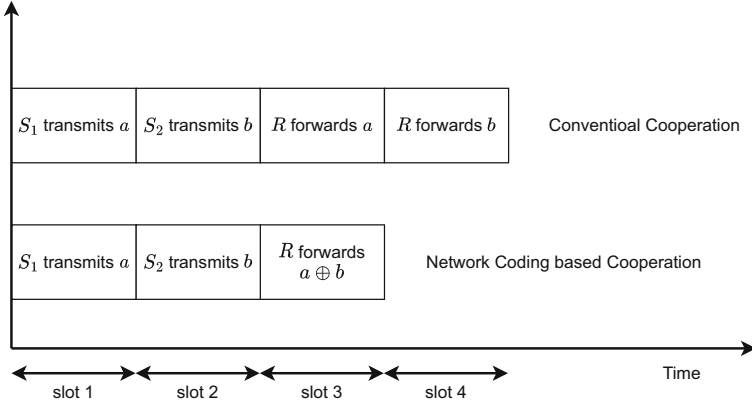 S₁ transmits a S₂ transmits b R forwards a R forwards b Conventioal Cooperation
S₁ transmits a S₂ transmits b R forwards
a ⊕ b Network Coding based Cooperation
Time
slot 1 slot 2 slot 3 slot 4